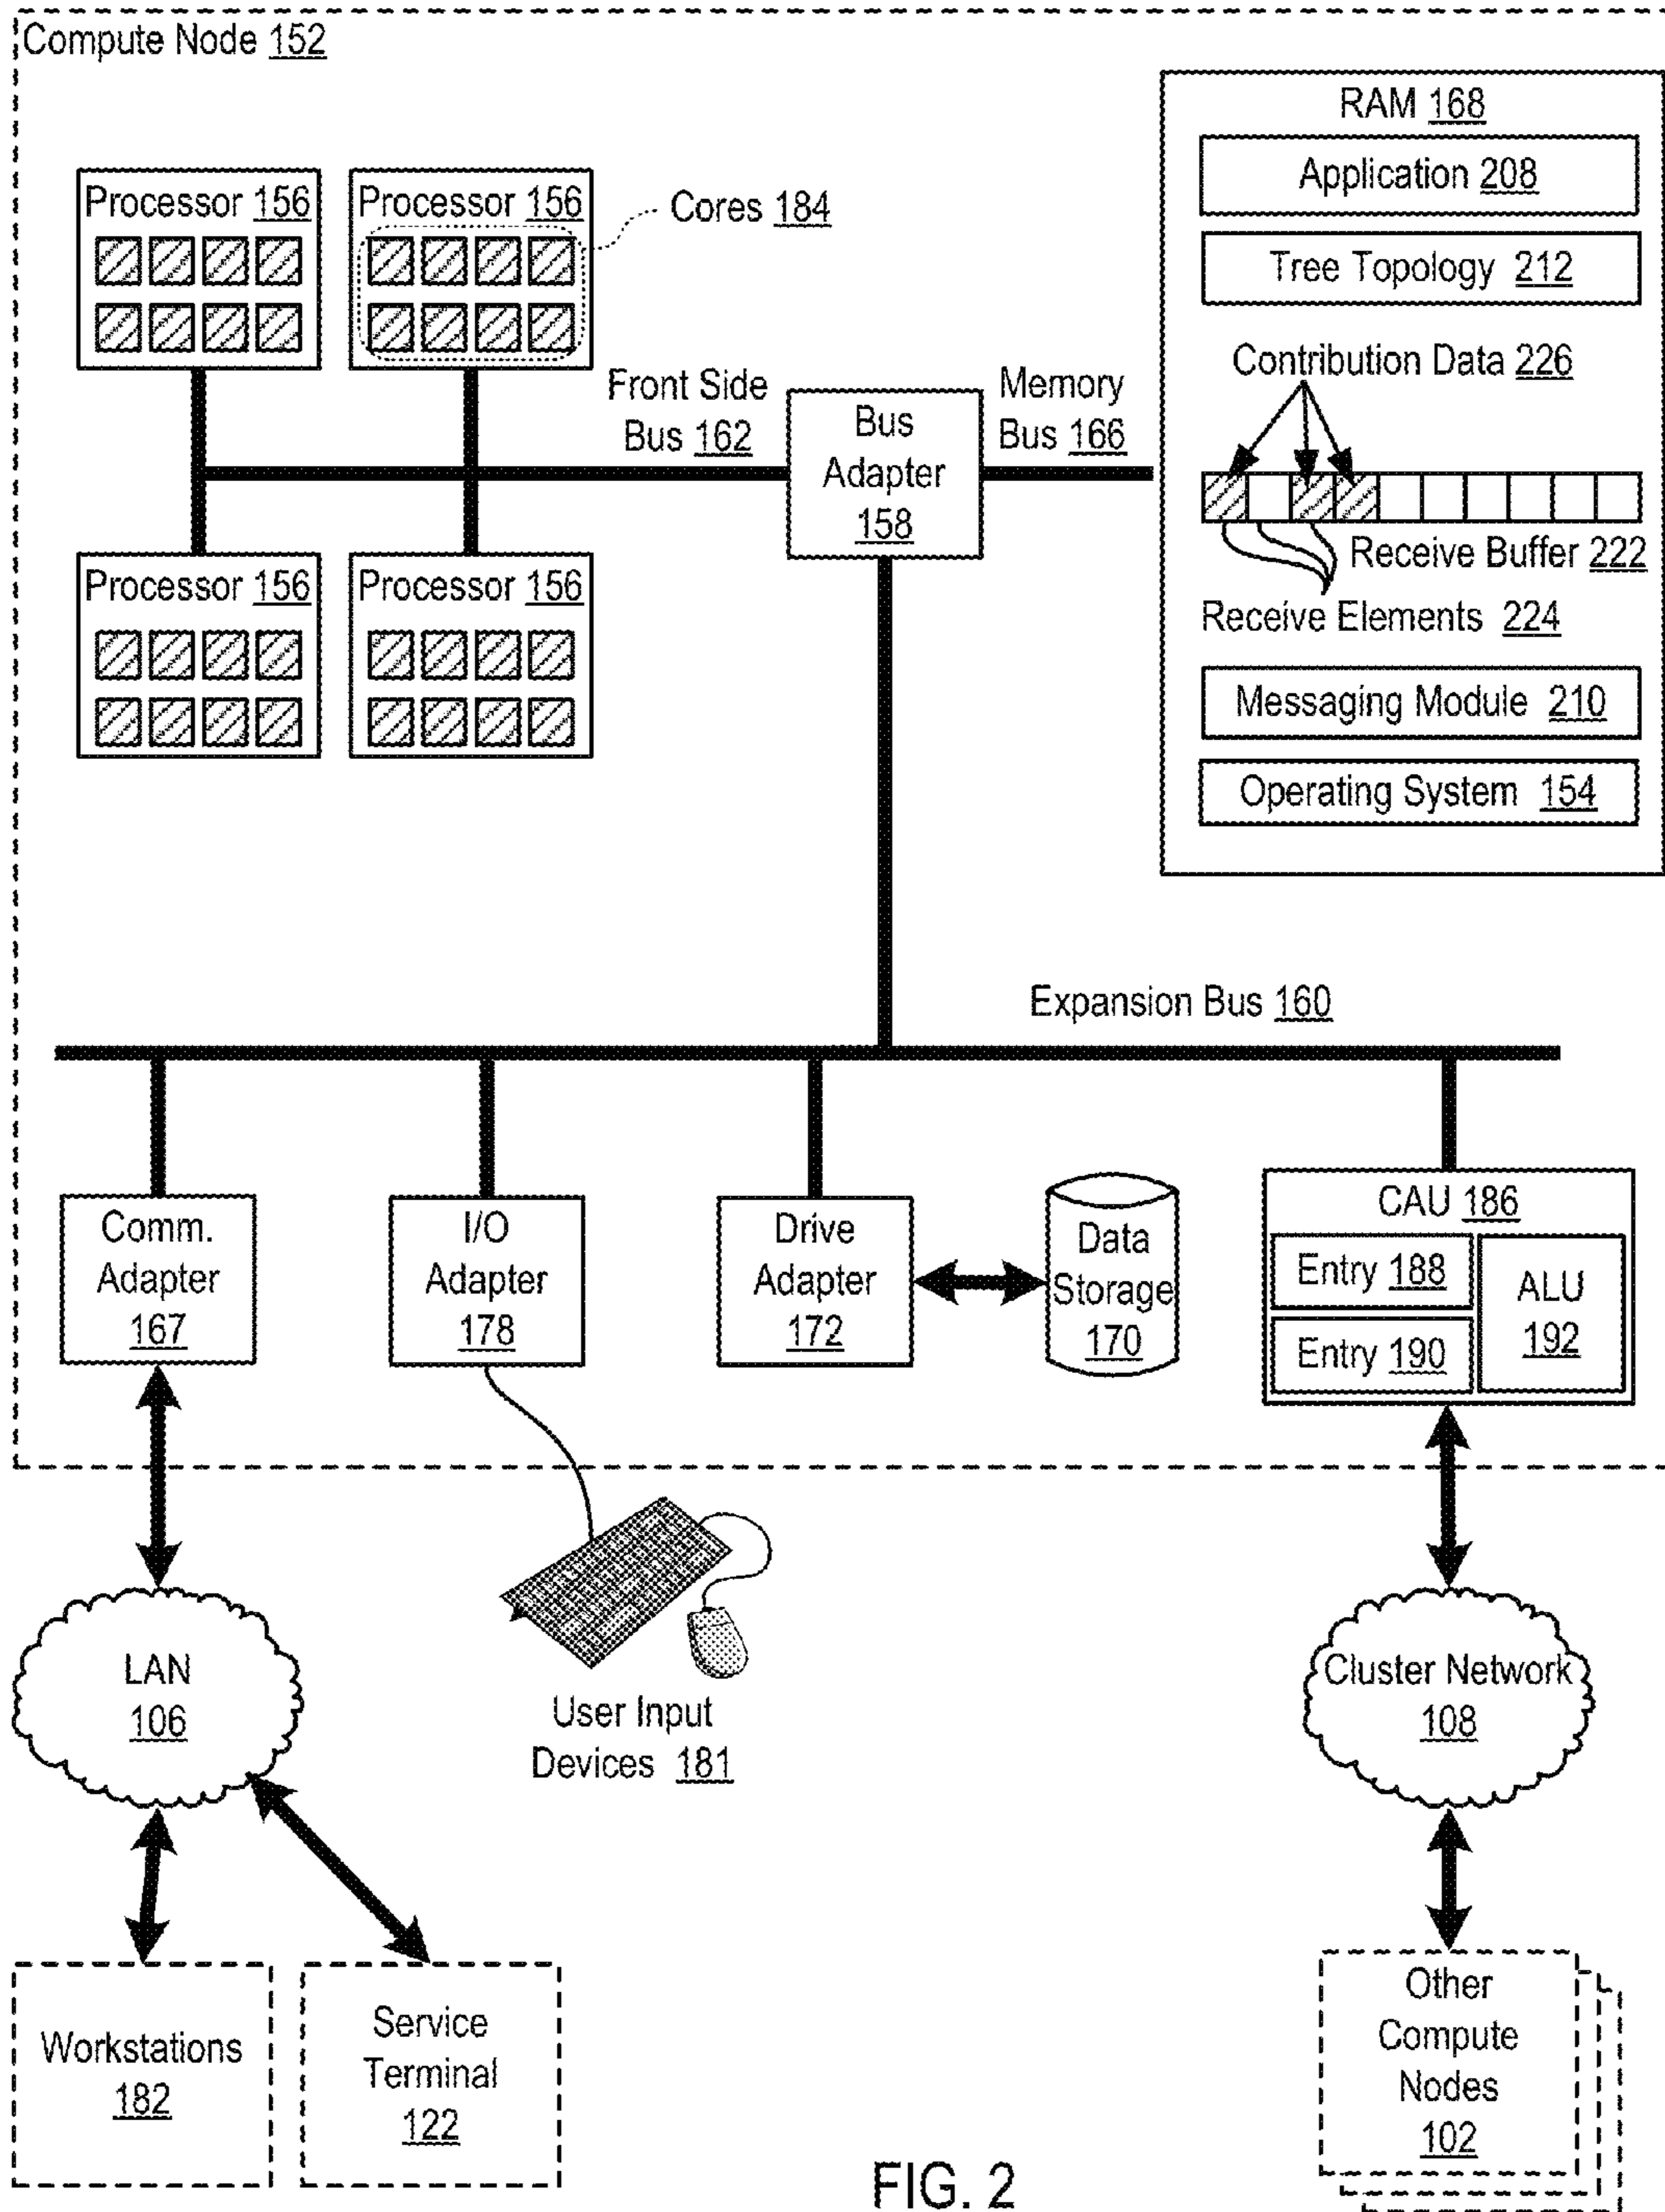 Compute Node 152
RAM 168
Application 208
Tree Topology 212
Contribution Data 226
Receive Buffer 222
Receive Elements 224
Messaging Module 210
Operating System 154
Processor 156
Processor 156
Cores 184
Processor 156
Processor 156
Front Side
Bus 162
Bus
Adapter
158
Memory
Bus 166
Expansion Bus 160
Comm.
Adapter
167
I/O
Adapter
178
Drive
Adapter
172
Data
Storage
170
CAU 186
Entry 188
Entry 190
ALU
192
LAN
106
User Input
Devices 181
Cluster Network
108
Workstations
182
Service
Terminal
122
Other
Compute
Nodes
102
FIG. 2